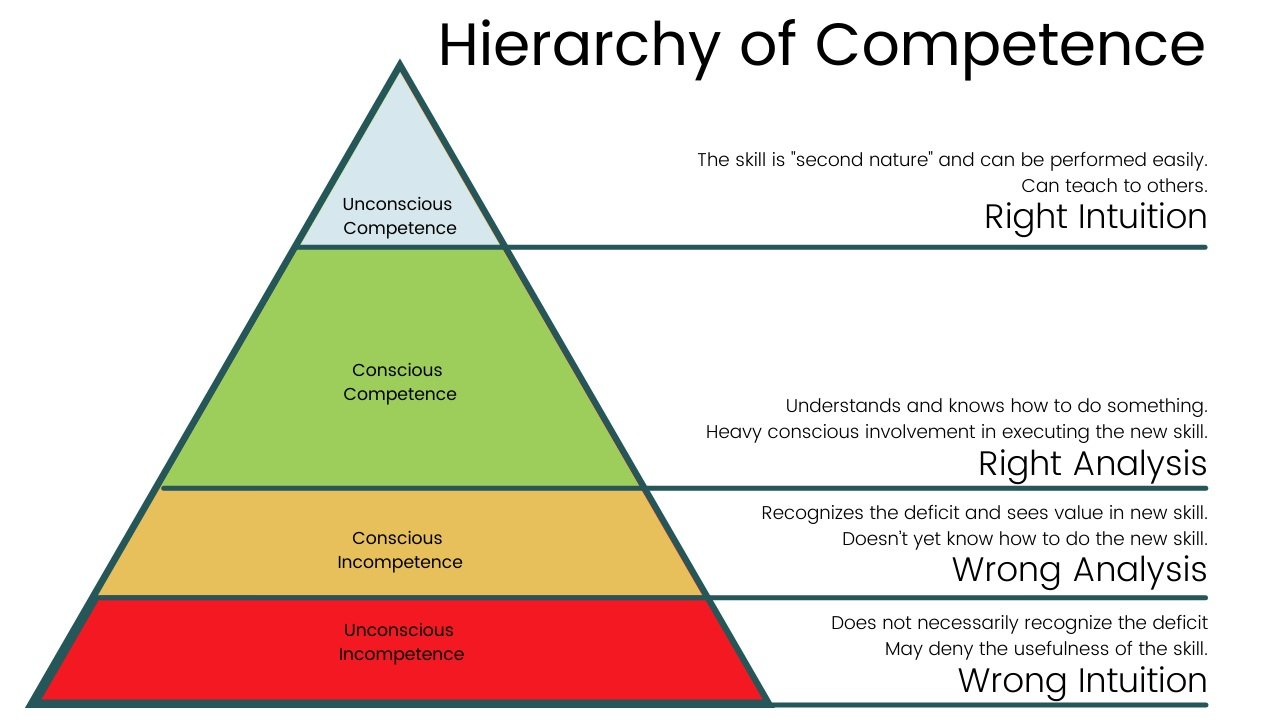 Hierarchy of Competence
The skill is "second nature" and can be performed easily.
Can teach to others.
Right Intuition
Unconscious
Competence
Conscious
Competence
Understands and knows how to do something.
Heavy conscious involvement in executing the new skill.
Right Analysis
Recognizes the deficit and sees value in new skill.
Doesn't yet know how to do the new skill.
Wrong Analysis
Conscious
Incompetence
Does not necessarily recognize the deficit
May deny the usefulness of the skill.
Wrong Intuition
Unconscious
Incompetence